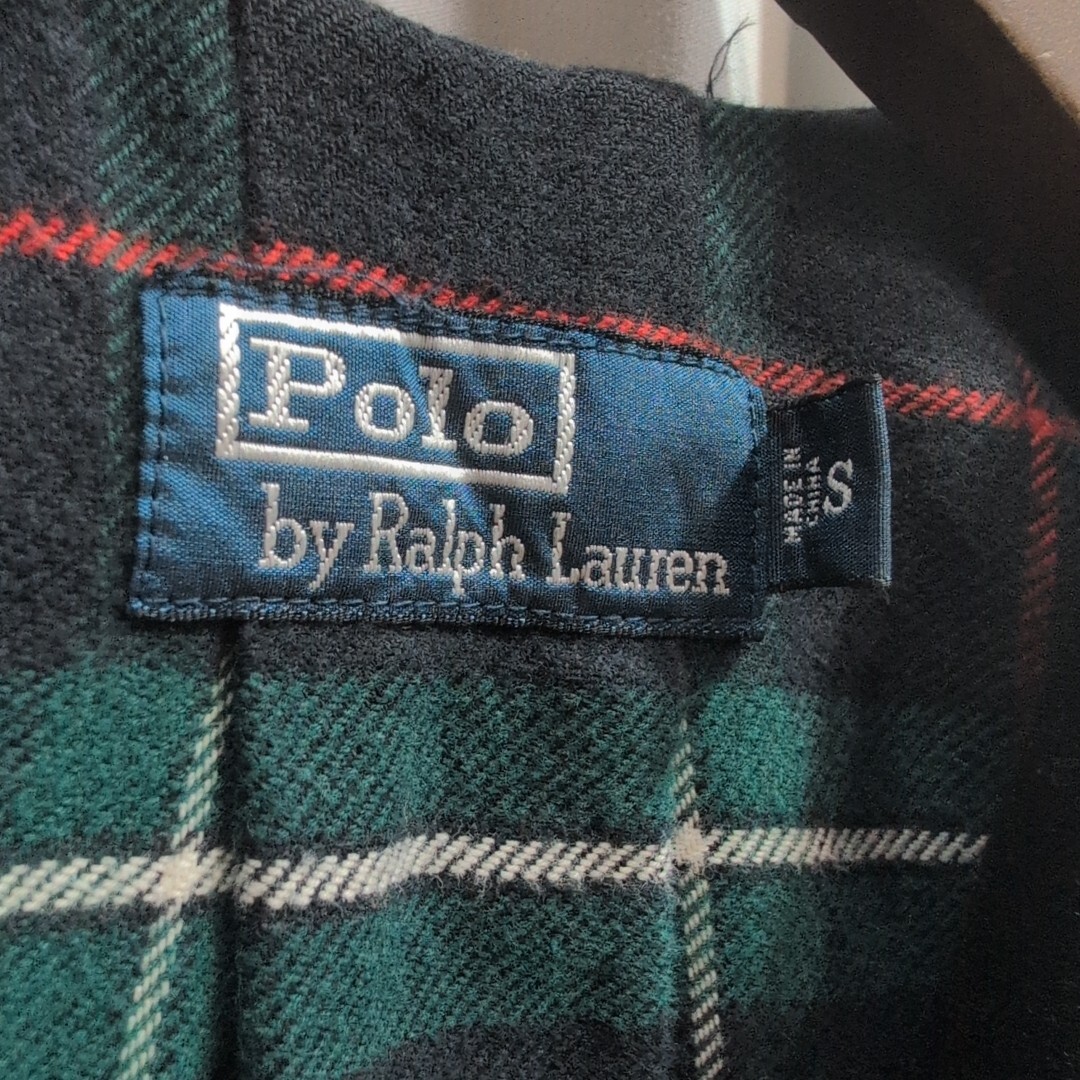 Polo
by Ralph Lauren
MADE IN
CHINA
S